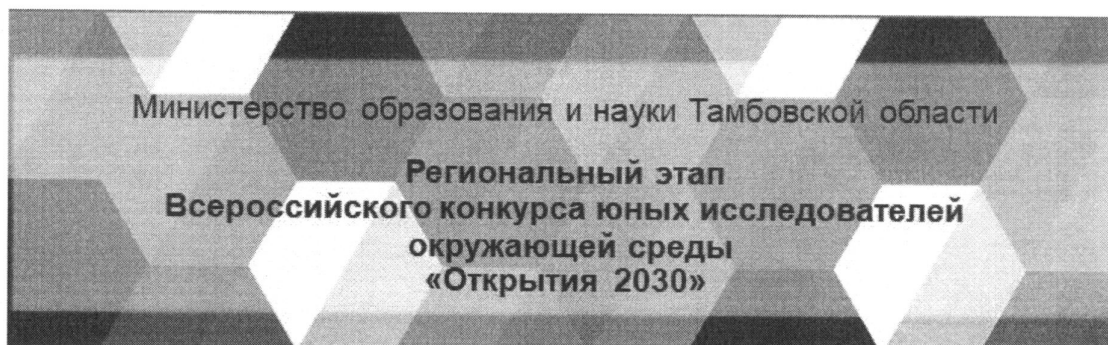 Министерство образования и науки Тамбовской области
Региональный этап
Всероссийского конкурса юных исследователей
окружающей среды
«Открытия 2030»